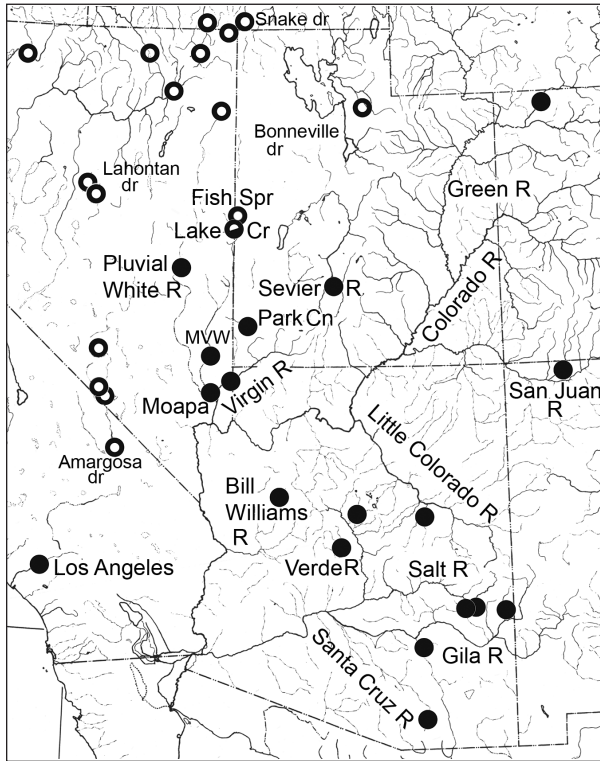 Snake dr
Bonneville
dr
Lahontan
dr
Green R
Fish Spr
Lake Cr
Pluvial
White R
Sevier R
Colorado R
Park Cn
MVW
Virgin R
Moapa
San Juan
R
Little Colorado R
Amargosa
dr
Bill
Williams
R
Verde R
Salt R
Los Angeles
Santa Cruz R
Gila R